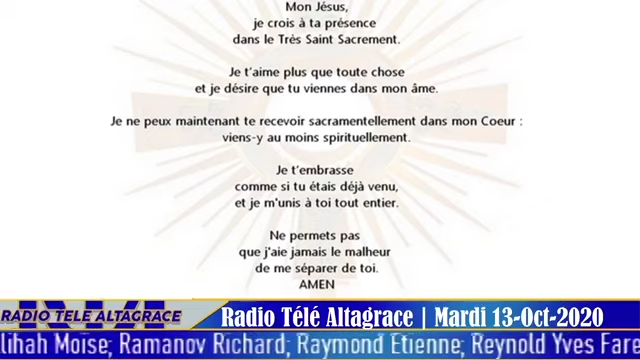 Mon Jésus,
je crois à ta présence
dans le Très Saint Sacrement.
Je t'aime plus que toute chose
et je désire que tu viennes dans mon âme.
Je ne peux maintenant te recevoir sacramentellement dans mon Coeur :
viens-y au moins spirituellement.
Je t'embrasse
comme si tu étais déjà venu,
et je m'unis à toi tout entier.
Ne permets pas
que j'aie jamais le malheur
de me séparer de toi.
AMEN
RADIO TELE ALTAGRACE
Radio Télé Altagrace | Mardi 13-Oct-2020
lihah Moise; Ramanov Richard; Raymond Etienne; Reynold Yves Fare